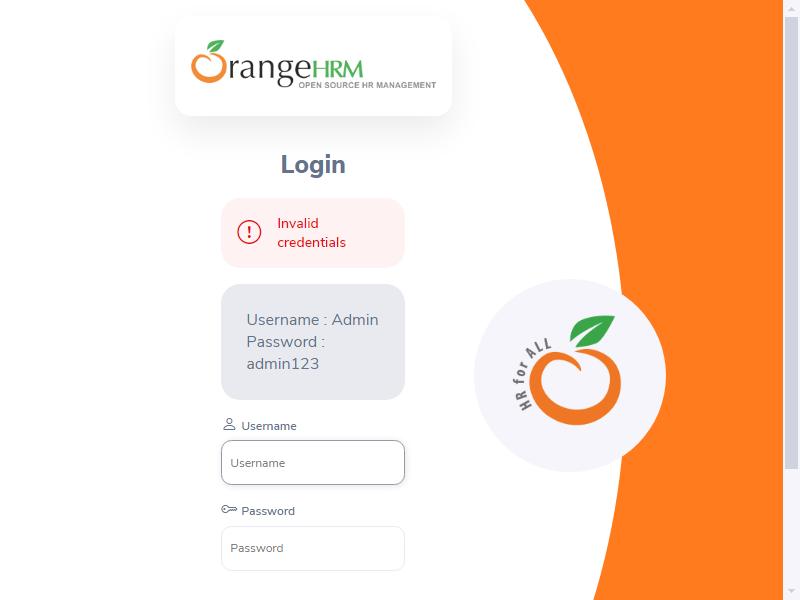 OrangeHRM
OPEN SOURCE HR MANAGEMENT
Login
Invalid
credentials
Username : Admin
Password :
admin123
Username
Username
Password
Password
HR for ALL